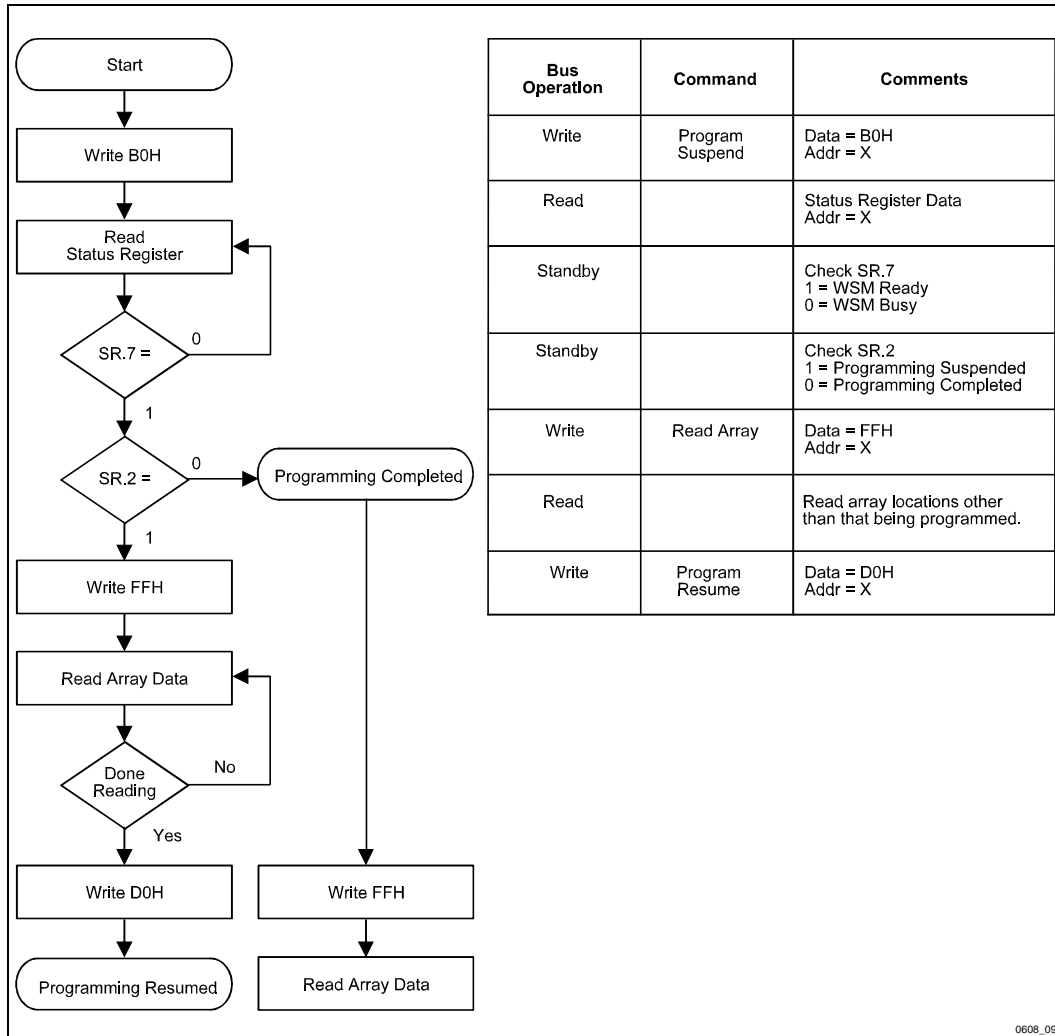 Start
Write B0H
Read
Status Register
SR.7 =
0
1
SR.2 =
0
Programming Completed
1
Write FFH
Read Array Data
Done
Reading
No
Yes
Write D0H
Write FFH
Programming Resumed
Read Array Data
Bus
Operation
Command
Comments
Write
Program
Suspend
Data = B0H
Addr = X
Read
Status Register Data
Addr = X
Standby
Check SR.7
1 = WSM Ready
0 = WSM Busy
Standby
Check SR.2
1 = Programming Suspended
0 = Programming Completed
Write
Read Array
Data = FFH
Addr = X
Read
Read array locations other
than that being programmed.
Write
Program
Resume
Data = D0H
Addr = X
0608_09